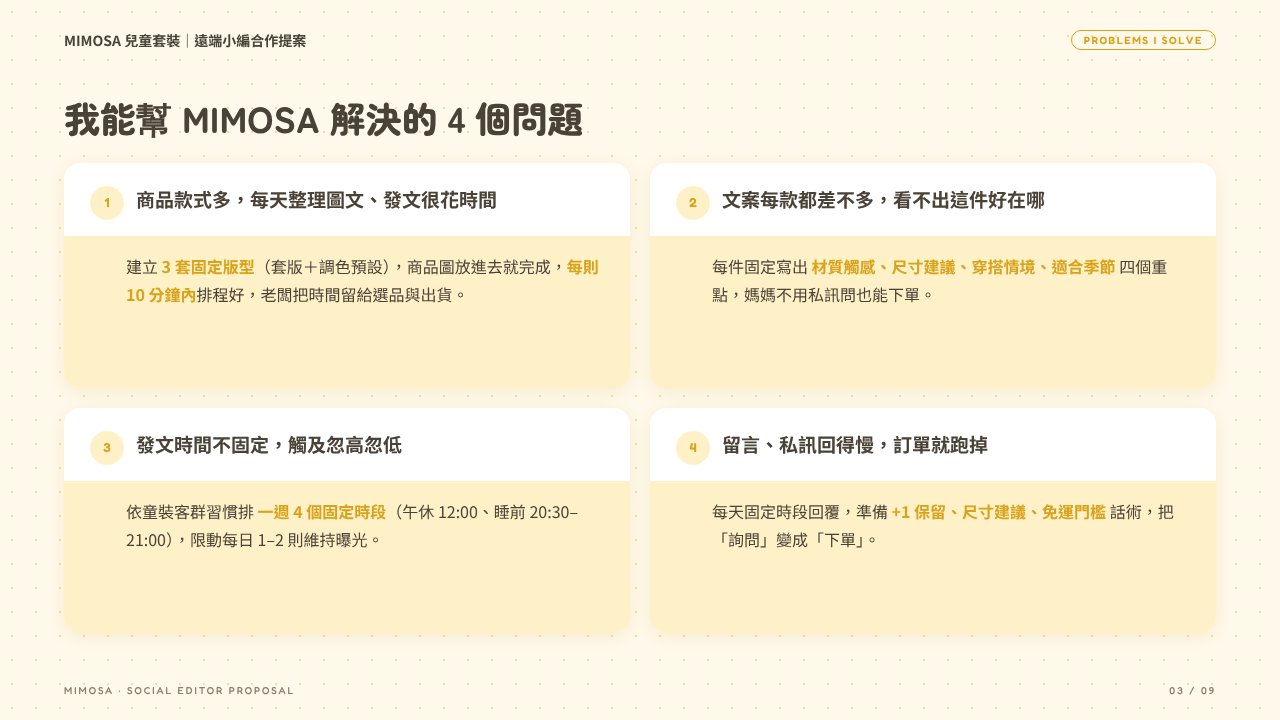 MIMOSA 兒童套裝｜遠端小編合作提案
PROBLEMS I SOLVE
我能幫 MIMOSA 解決的 4 個問題
1
商品款式多，每天整理圖文、發文很花時間
建立 3 套固定版型（套版＋調色預設），商品圖放進去就完成，每則
10 分鐘內排程好，老闆把時間留給選品與出貨。
2
文案每款都差不多，看不出這件好在哪
每件固定寫出 材質觸感、尺寸建議、穿搭情境、適合季節 四個重
點，媽媽不用私訊問也能下單。
3
發文時間不固定，觸及忽高忽低
依童裝客群習慣排 一週 4 個固定時段（午休 12:00、睡前 20:30–
21:00），限動每日 1–2 則維持曝光。
4
留言、私訊回得慢，訂單就跑掉
每天固定時段回覆，準備 +1 保留、尺寸建議、免運門檻 話術，把
「詢問」變成「下單」。
MIMOSA · SOCIAL EDITOR PROPOSAL
03 / 09